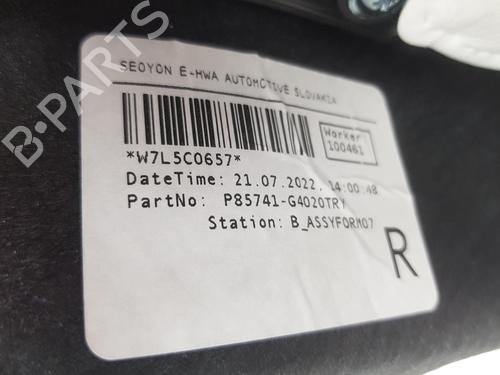 SEOYON E-HWA AUTOMOTIVE SLOVAKIA
Worker
100461
*W7L5C0657*
DateTime: 21.07.2022. 14:00:48
PartNo: P85741-G4020TRY
Station: B_ASSYFORM07
R
B-PARTS